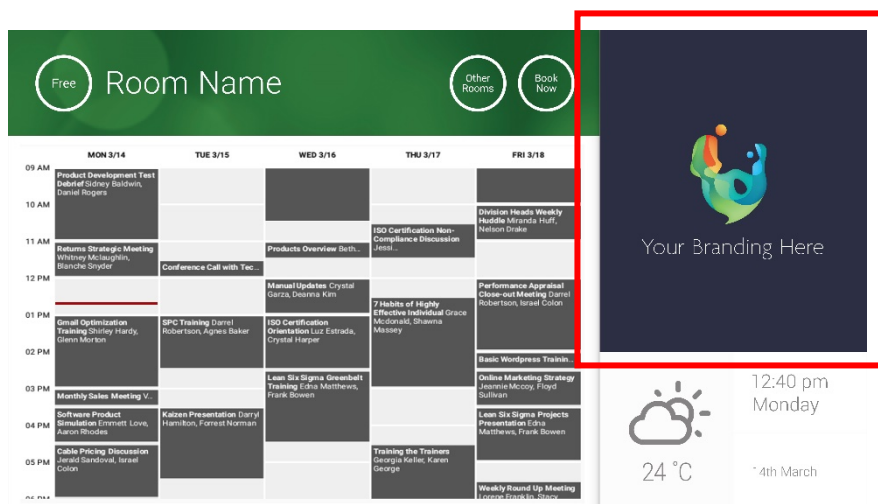 Free
Room Name
Other
Rooms
Book
Now
Your Branding Here
MON 3/14
TUE 3/15
WED 3/16
THU 3/17
FRI 3/18
09 AM
10 AM
11 AM
12 PM
01 PM
02 PM
03 PM
04 PM
05 PM
06 PM
Product Development Test
Debrief Sidney Baldwin,
Daniel Rogers
Returns Strategic Meeting
Whitney Mclaughlin,
Blanche Snyder
Gmail Optimization
Training Shirley Hardy,
Glenn Morton
Monthly Sales Meeting V...
Software Product
Simulation Emmett Love,
Aaron Rhodes
Cable Pricing Discussion
Jerald Sandoval, Israel
Colon
Conference Call with Tec...
SPC Training Darrel
Robertson, Agnes Baker
Kaizen Presentation Darryl
Hamilton, Forrest Norman
Products Overview Beth...
Manual Updates Crystal
Garza, Deanna Kim
ISO Certification
Orientation Luz Estrada,
Crystal Harper
Lean Six Sigma Greenbelt
Training Edna Matthews,
Frank Bowen
ISO Certification Non-
Compliance Discussion
Jessi...
7 Habits of Highly
Effective Individual Grace
Mcdonald, Shawna
Massey
Training the Trainers
Georgia Keller, Karen
George
Division Heads Weekly
Huddle Miranda Huff,
Nelson Drake
Performance Appraisal
Close-out Meeting Darrel
Robertson, Israel Colon
Basic Wordpress Trainin...
Online Marketing Strategy
Jeannie Mccoy, Floyd
Sullivan
Lean Six Sigma Projects
Presentation Edna
Matthews, Frank Bowen
Weekly Round Up Meeting
Lorene Franklin, Stacy
12:40 pm
Monday
24 °C
14th March